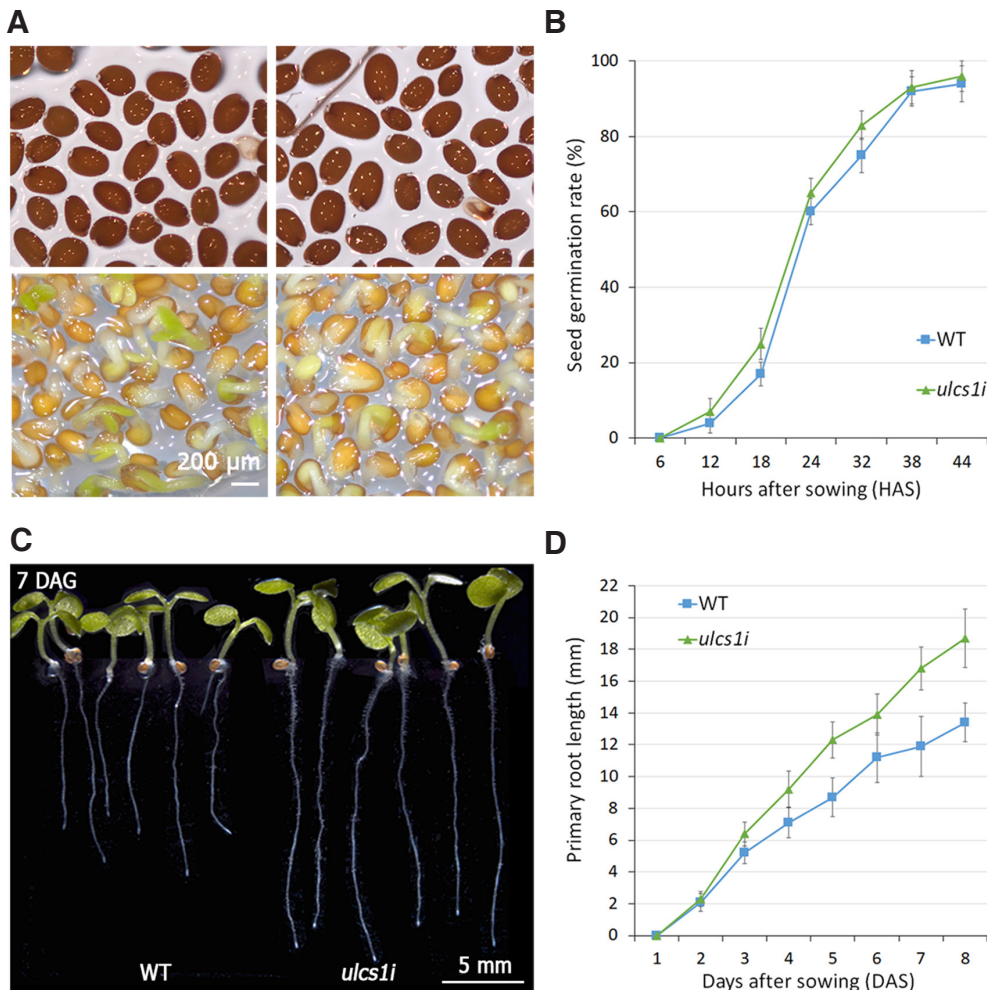 A
200 µm
B
Seed germination rate (%)
100
80
60
40
20
0
6 12 18 24 32 38 44
Hours after sowing (HAS)
WT
ulcs1i
C
7 DAG
WT
ulcs1i
5 mm
D
Primary root length (mm)
22
20
18
16
14
12
10
8
6
4
2
0
1 2 3 4 5 6 7 8
Days after sowing (DAS)
WT
ulcs1i